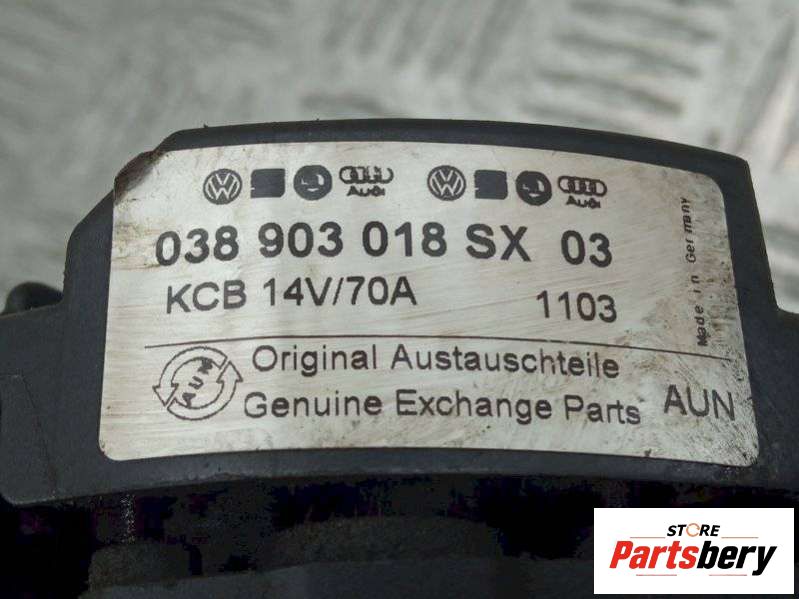 Audi Audi
038 903 018 SX 03
KCB 14V/70A 1103
Original Austauschteile
Genuine Exchange Parts AUN
AUN
Made in Germany
STORE
Partsbery